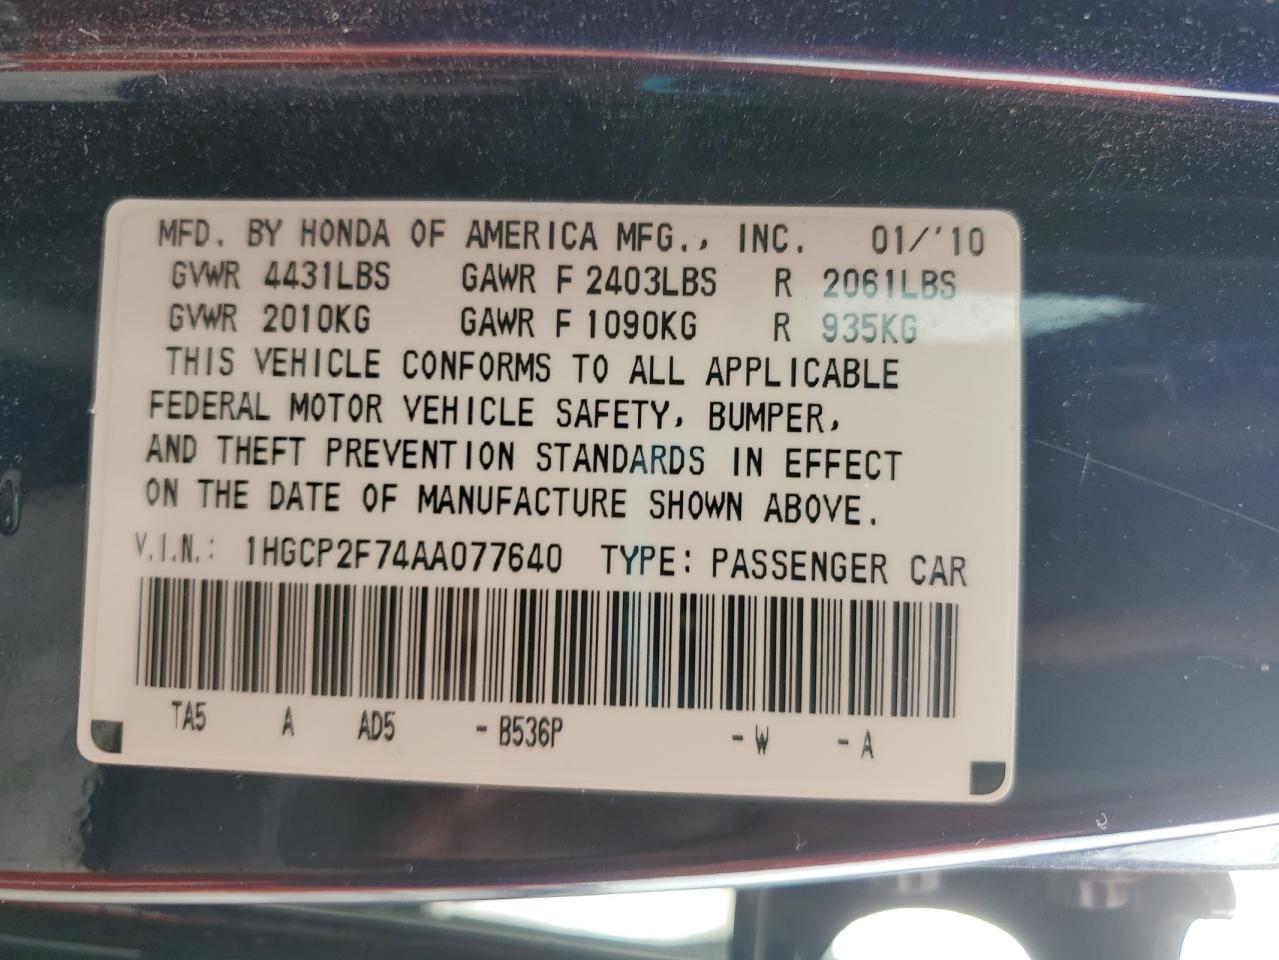 MFD. BY HONDA OF AMERICA MFG., INC. 01/'10
GVWR 4431LBS GAWR F 2403LBS R 2061LBS
GVWR 2010KG GAWR F 1090KG R 935KG
THIS VEHICLE CONFORMS TO ALL APPLICABLE
FEDERAL MOTOR VEHICLE SAFETY, BUMPER,
AND THEFT PREVENTION STANDARDS IN EFFECT
ON THE DATE OF MANUFACTURE SHOWN ABOVE.
V.I.N.: 1HGCP2F74AA077640 TYPE: PASSENGER CAR
TA5 A AD5 - B536P - W - A